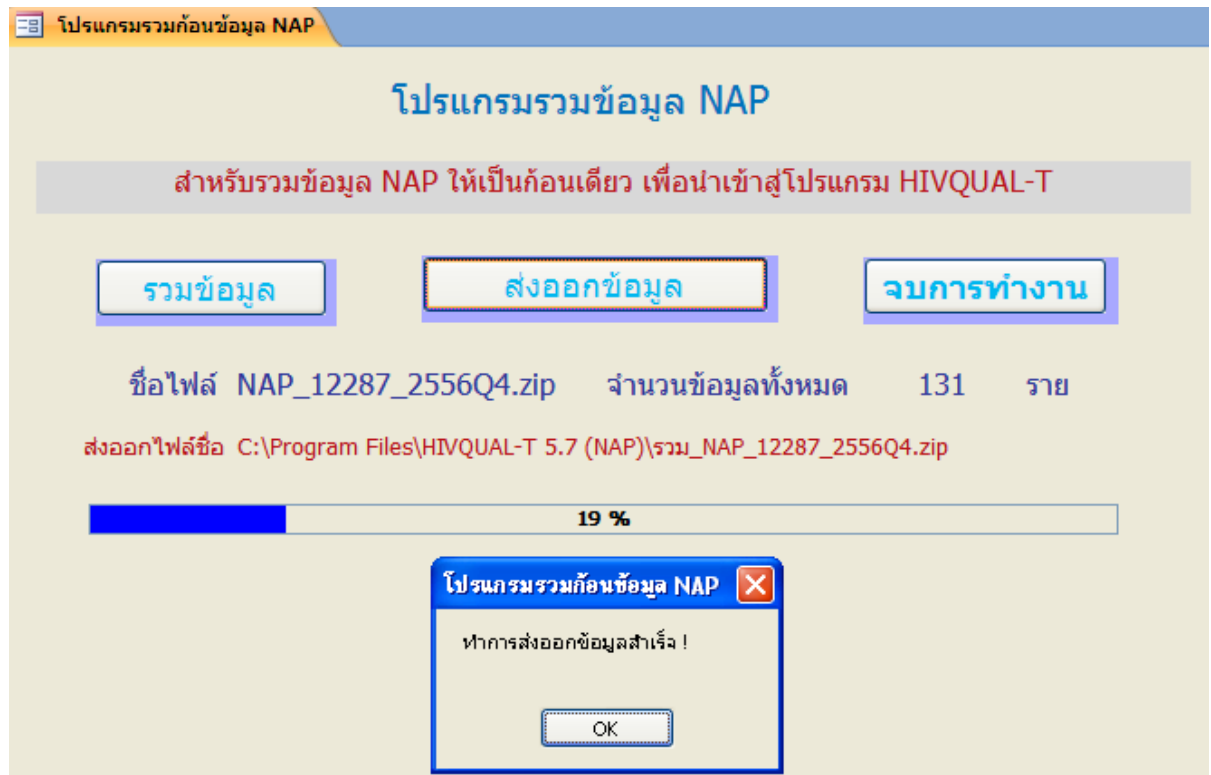 โปรแกรมรวมก้อนข้อมูล NAP
โปรแกรมรวมข้อมูล NAP
สำหรับรวมข้อมูล NAP ให้เป็นก้อนเดียว เพื่อนำเข้าสู่โปรแกรม HIVQUAL-T
รวมข้อมูล ส่งออกข้อมูล จบการทำงาน
ชื่อไฟล์ NAP_12287_2556Q4.zip จำนวนข้อมูลทั้งหมด 131 ราย
ส่งออกไฟล์ชื่อ C:\Program Files\HIVQUAL-T 5.7 (NAP)\รวม_NAP_12287_2556Q4.zip
19 %
โปรแกรมรวมก้อนข้อมูล NAP
ทำการส่งออกข้อมูลสำเร็จ !
OK